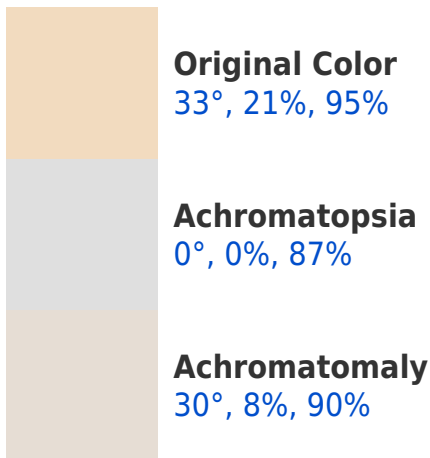 Original Color
33°, 21%, 95%
Achromatopsia
0°, 0%, 87%
Achromatomaly
30°, 8%, 90%